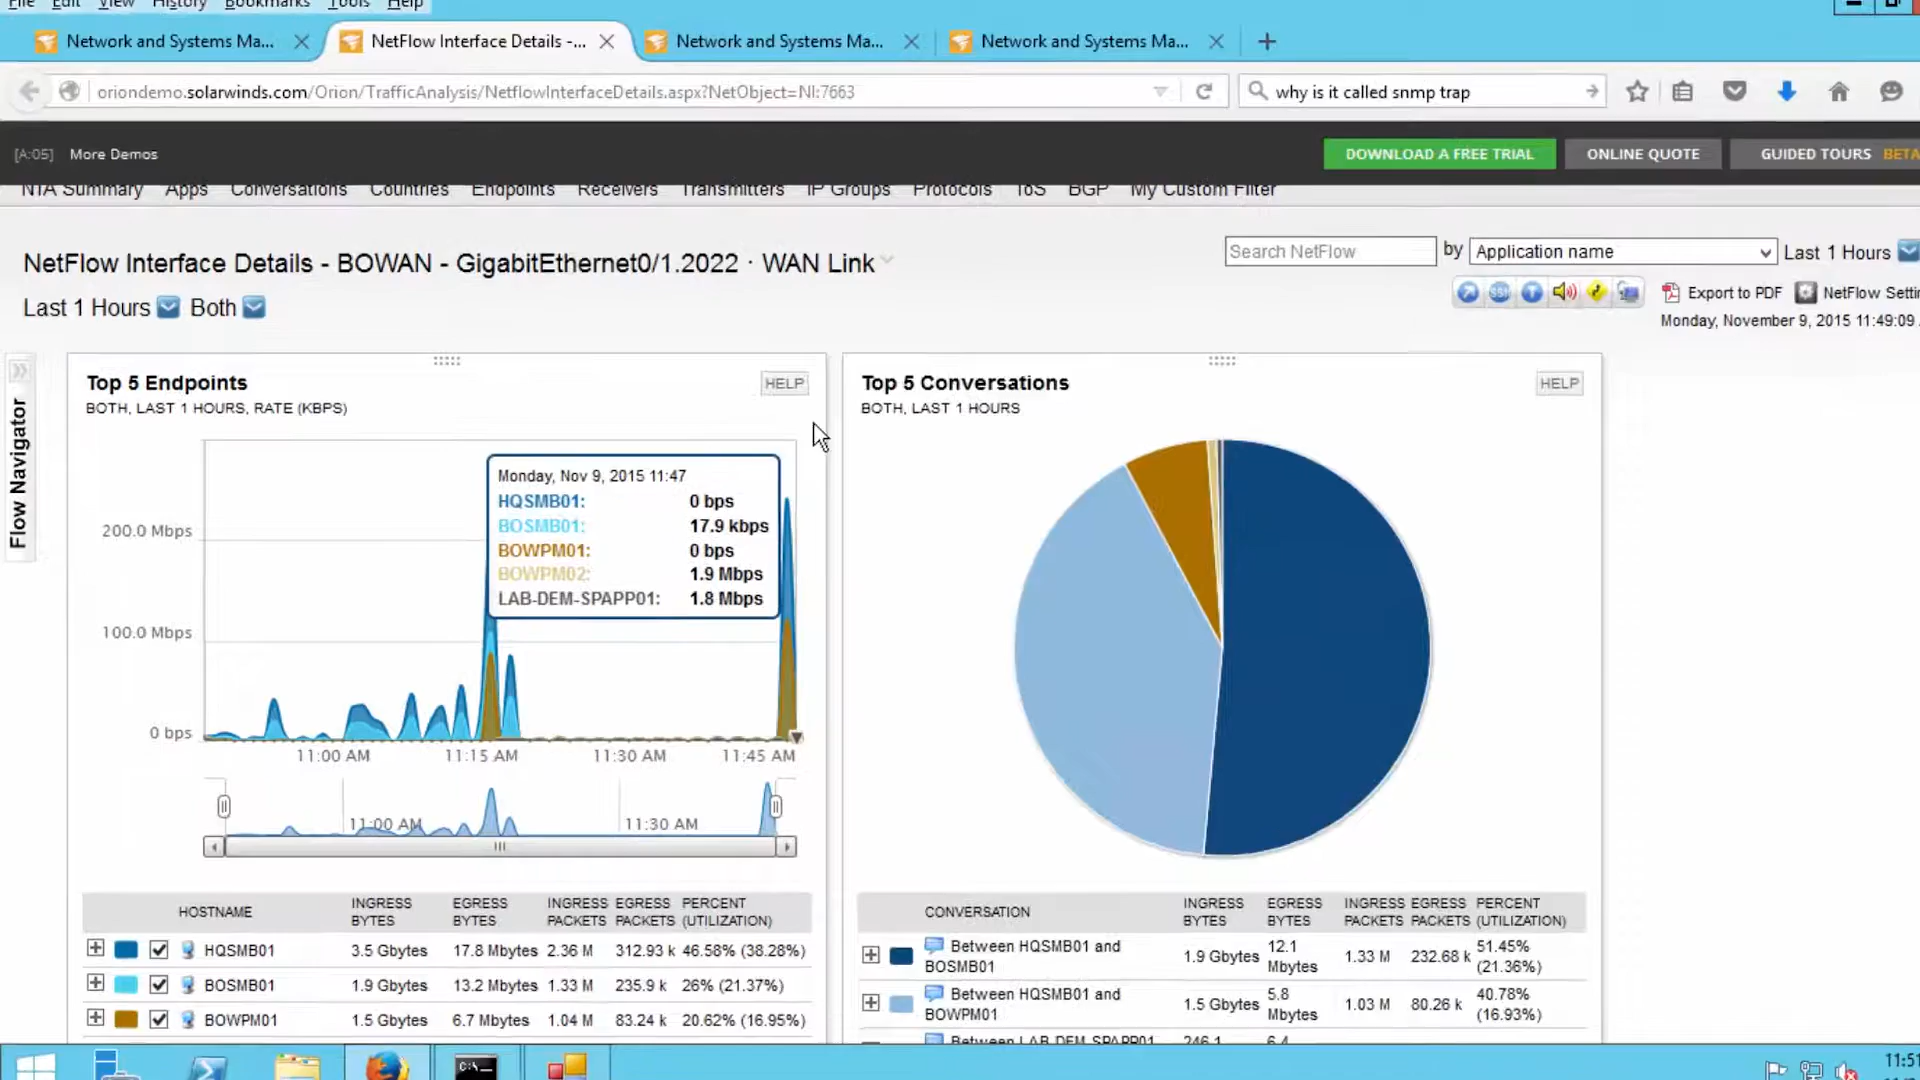 File Edit View History Bookmarks Tools Help
Network and Systems Ma...
NetFlow Interface Details -...
Network and Systems Ma...
Network and Systems Ma...
oriondemo.solarwinds.com/Orion/TrafficAnalysis/NetflowInterfaceDetails.aspx?NetObject=NI:7663
why is it called snmp trap
[A:05] More Demos
DOWNLOAD A FREE TRIAL
ONLINE QUOTE
GUIDED TOURS BETA
NTA Summary Apps Conversations Countries Endpoints Receivers Transmitters IP Groups Protocols ToS BGP My Custom Filter
NetFlow Interface Details - BOWAN - GigabitEthernet0/1.2022 · WAN Link
Search NetFlow by Application name Last 1 Hours
Last 1 Hours Both
SSH
Export to PDF
Monday, November 9, 2015 11:49:09
NetFlow
Flow Navigator
Top 5 Endpoints
HELP
BOTH, LAST 1 HOURS, RATE (KBPS)
Monday, Nov 9, 2015 11:47
HQSMB01: 0 bps
BOSMB01: 17.9 kbps
BOWPM01: 0 bps
BOWPM02: 1.9 Mbps
LAB-DEM-SPAPP01: 1.8 Mbps
200.0 Mbps
100.0 Mbps
0 bps
11:00 AM 11:15 AM 11:30 AM 11:45 AM
11:00 AM 11:30 AM
HOSTNAME INGRESS BYTES EGRESS BYTES INGRESS PACKETS EGRESS PACKETS PERCENT (UTILIZATION)
HQSMB01 3.5 Gbytes 17.8 Mbytes 2.36 M 312.93 k 46.58% (38.28%)
BOSMB01 1.9 Gbytes 13.2 Mbytes 1.33 M 235.9 k 26% (21.37%)
BOWPM01 1.5 Gbytes 6.7 Mbytes 1.04 M 83.24 k 20.62% (16.95%)
Top 5 Conversations
HELP
BOTH, LAST 1 HOURS
CONVERSATION INGRESS BYTES EGRESS BYTES INGRESS PACKETS EGRESS PACKETS PERCENT (UTILIZATION)
Between HQSMB01 and BOSMB01 1.9 Gbytes 12.1 Mbytes 1.33 M 232.68 k 51.45% (21.36%)
Between HQSMB01 and BOWPM01 1.5 Gbytes 5.8 Mbytes 1.03 M 80.26 k 40.78% (16.93%)
Between LAB-DEM-SPAPP01 246.1 6.4
C:\
11:51